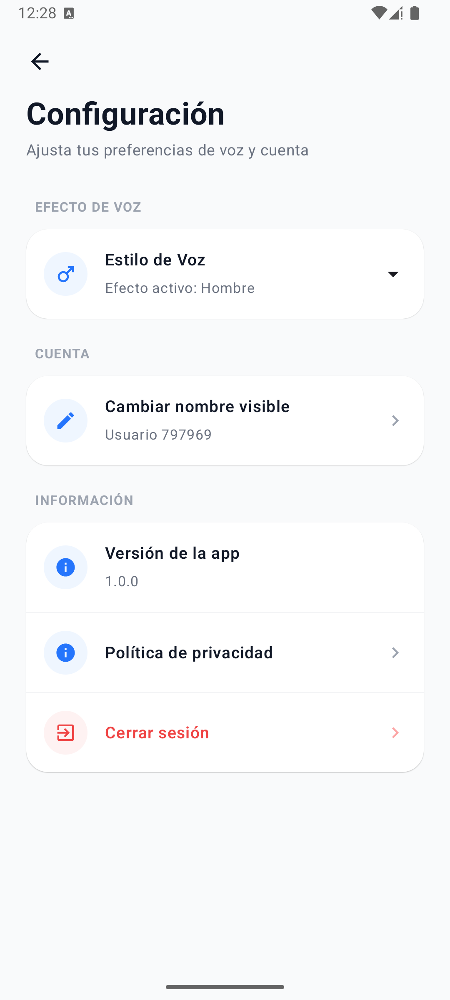 12:28
Configuración
Ajusta tus preferencias de voz y cuenta
EFECTO DE VOZ
Estilo de Voz
Efecto activo: Hombre
CUENTA
Cambiar nombre visible
Usuario 797969
INFORMACIÓN
Versión de la app
1.0.0
Política de privacidad
Cerrar sesión